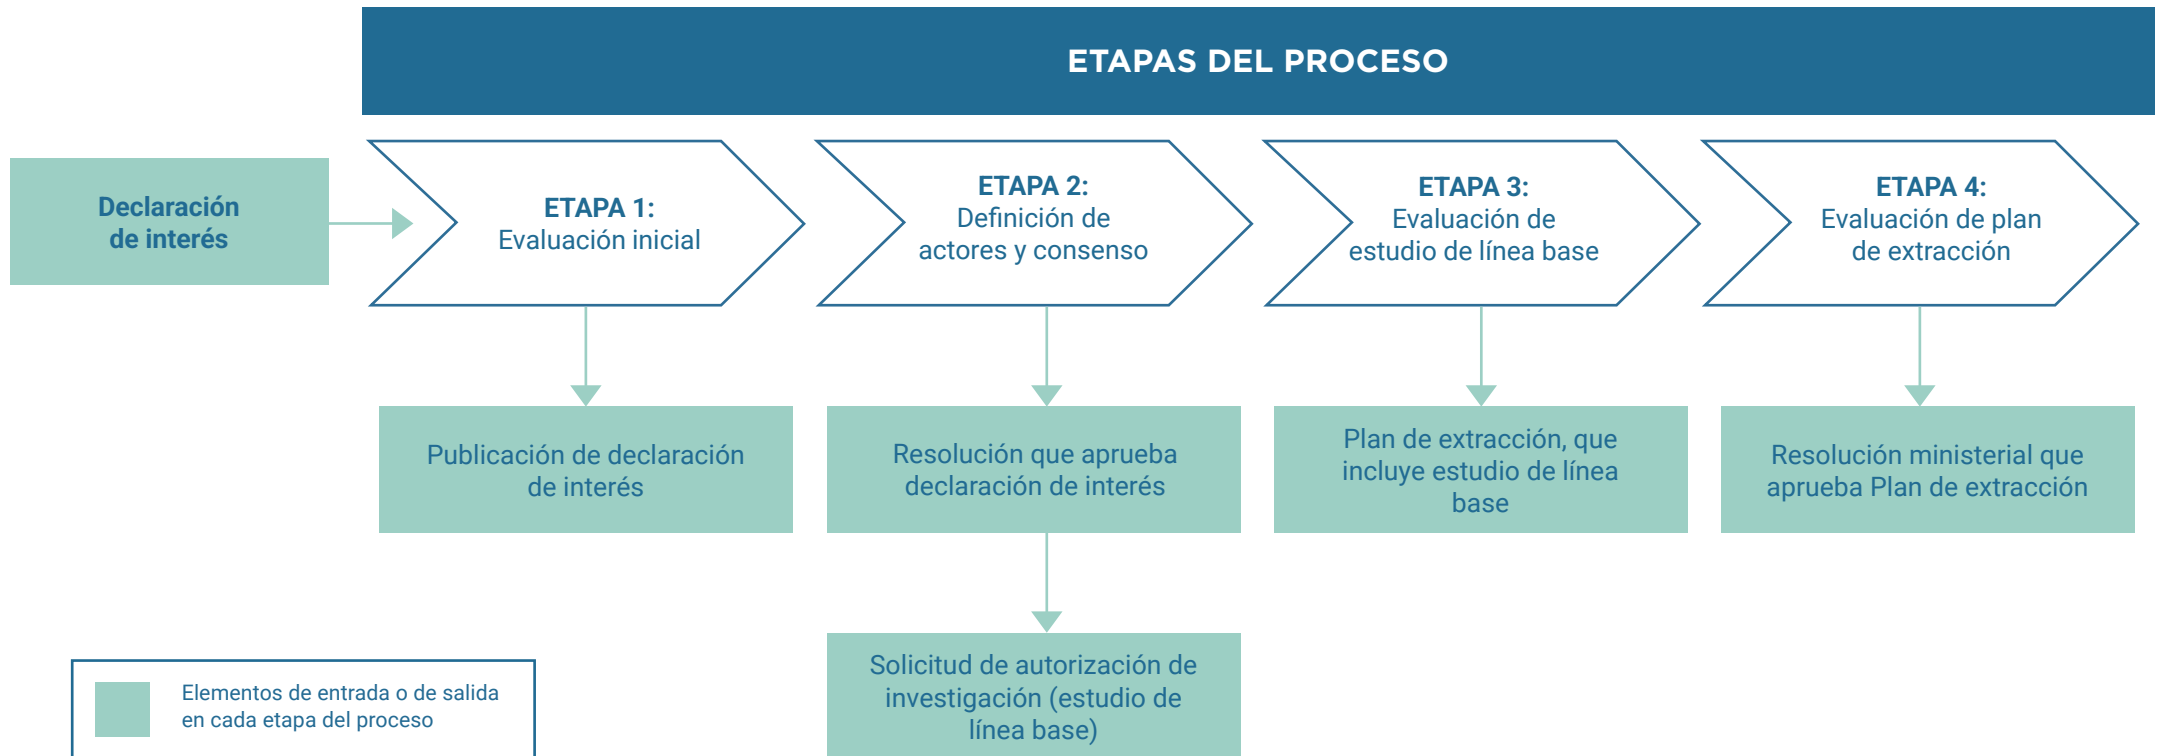 ETAPAS DEL PROCESO
Declaración
de interés
ETAPA 1:
Evaluación inicial
ETAPA 2:
Definición de
actores y consenso
ETAPA 3:
Evaluación de
estudio de línea base
ETAPA 4:
Evaluación de plan
de extracción
Publicación de declaración
de interés
Resolución que aprueba
declaración de interés
Plan de extracción, que
incluye estudio de línea
base
Resolución ministerial que
aprueba Plan de extracción
Solicitud de autorización de
investigación (estudio de
línea base)
Elementos de entrada o de salida
en cada etapa del proceso